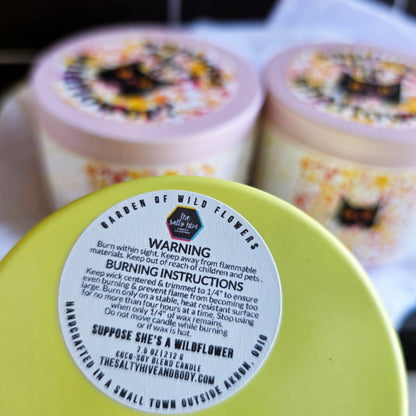 GARDEN OF WILD FLOWERS
the
salty hive
WARNING
Burn within sight. Keep away from flammable
materials. Keep out of reach of children and pets.
BURNING INSTRUCTIONS
Keep wick centered & trimmed to 1/4" to ensure
even burning & prevent flame from becoming too
large. Burn only on a stable, heat resistant surface
for no more than four hours at a time. Stop using
when only 1/4" of wax remains.
Do not move candle while burning
or if wax is hot.
SUPPOSE SHE'S A WILDFLOWER
7.5 OZ | 212 G
COCO-SOY BLEND CANDLE
THESALTYHIVEANDBODY.COM
HANDCRAFTED IN A SMALL TOWN OUTSIDE AKRON, OHIO